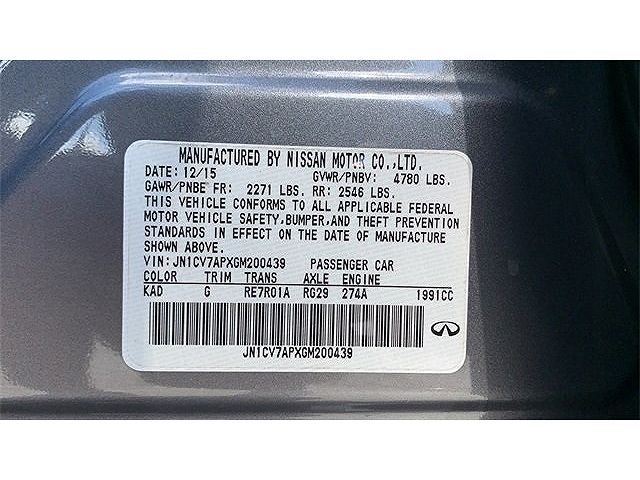 MANUFACTURED BY NISSAN MOTOR CO.,LTD.
DATE: 12/15 GVWR/PNBV: 4780 LBS.
GAWR/PNBE FR: 2271 LBS. RR: 2546 LBS.
THIS VEHICLE CONFORMS TO ALL APPLICABLE FEDERAL
MOTOR VEHICLE SAFETY,BUMPER,AND THEFT PREVENTION
STANDARDS IN EFFECT ON THE DATE OF MANUFACTURE
SHOWN ABOVE.
VIN: JN1CV7APXGM200439 PASSENGER CAR
COLOR TRIM TRANS AXLE ENGINE
KAD G RE7R01A RG29 274A 1991CC
JN1CV7APXGM200439